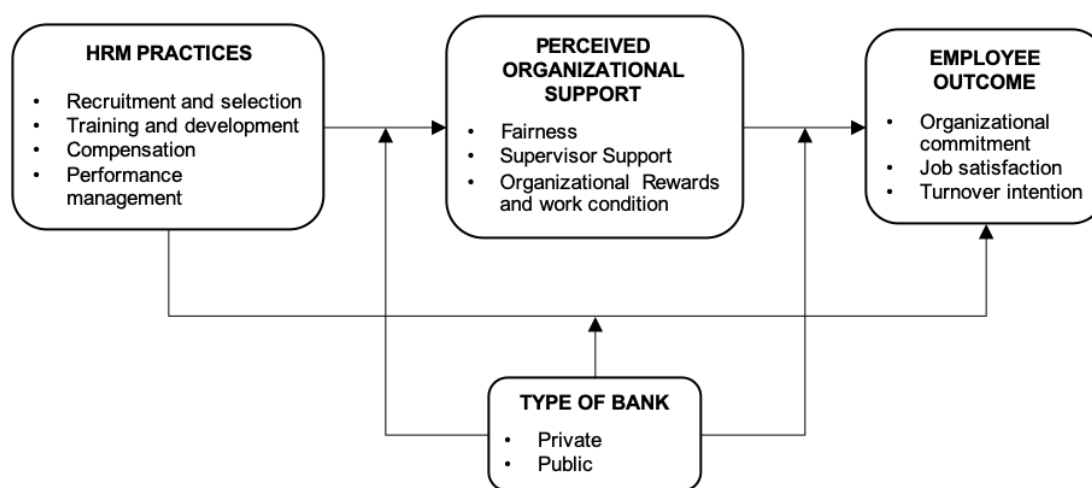 HRM PRACTICES
• Recruitment and selection
• Training and development
• Compensation
• Performance
management
PERCEIVED
ORGANIZATIONAL
SUPPORT
• Fairness
• Supervisor Support
• Organizational Rewards
and work condition
EMPLOYEE
OUTCOME
• Organizational
commitment
• Job satisfaction
• Turnover intention
TYPE OF BANK
• Private
• Public